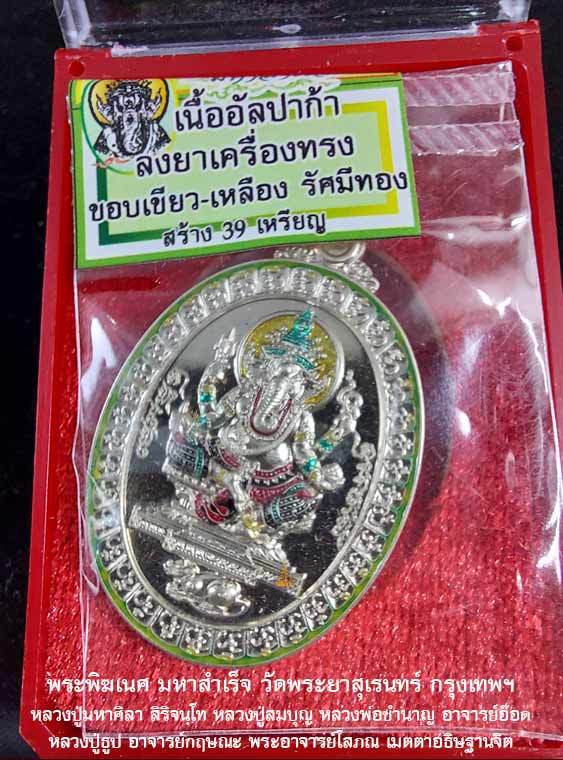 เนื้ออัลปาก้า
ลงยาเครื่องทรง
ขอบเขียว-เหลือง รัศมีทอง
สร้าง 39 เหรียญ
พระพิฆเนศ มหาสำเร็จ วัดพระยาสุเรนทร์ กรุงเทพฯ
หลวงปู่มหาศิลา สิริจนฺโท หลวงปู่สมบุญ หลวงพ่อชำนาญ อาจารย์อ๊อด
หลวงปู่ธูป อาจารย์กฤษณะ พระอาจารย์โสภณ เมตตาอธิษฐานจิต